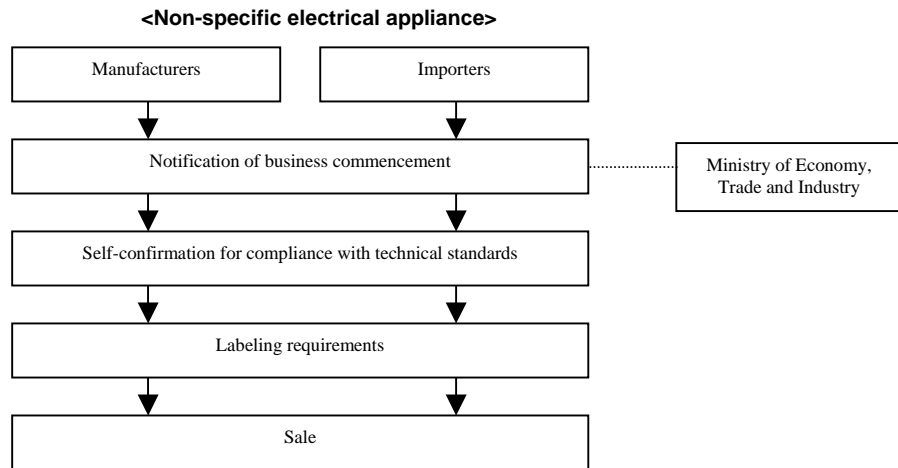 <Non-specific electrical appliance>
Manufacturers
Importers
Notification of business commencement
Ministry of Economy,
Trade and Industry
Self-confirmation for compliance with technical standards
Labeling requirements
Sale